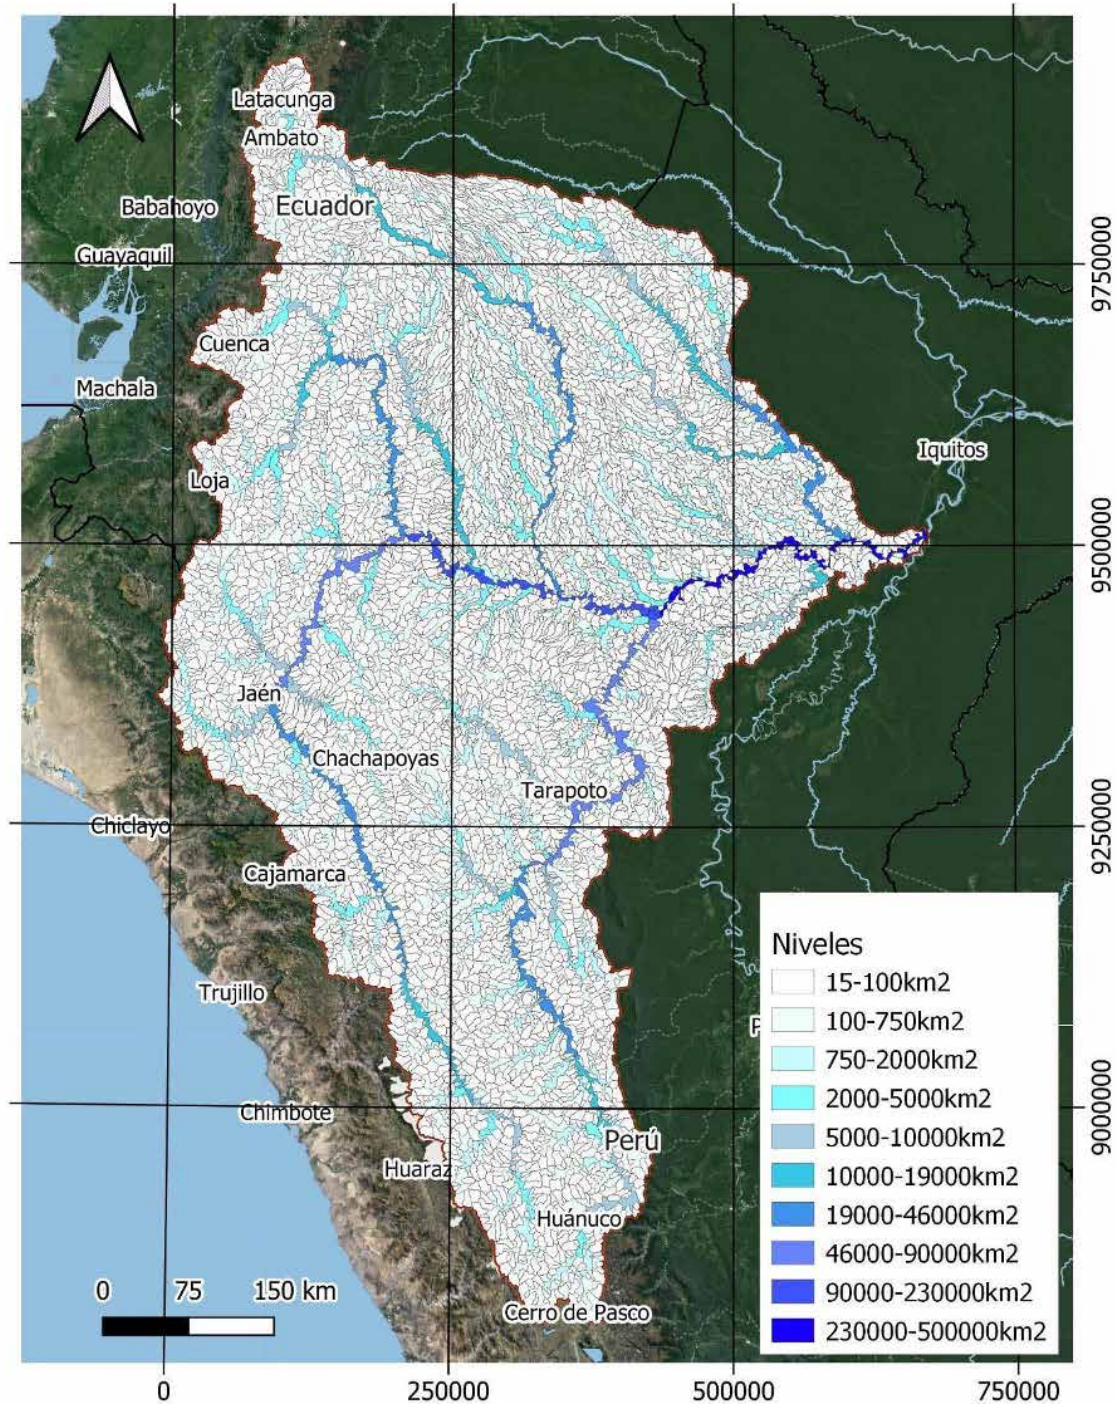 Latacunga
Ambato
Babahoyo
Ecuador
Guayaquil
9750000
Cuenca
Machala
Iquitos
Loja
9500000
Jaén
Chachapoyas
Tarapoto
Chiclayo
9250000
Cajamarca
Trujillo
Chimbote
9000000
Perú
Huaraz
Huánuco
Cerro de Pasco
Niveles
15-100km2
100-750km2
750-2000km2
2000-5000km2
5000-10000km2
10000-19000km2
19000-46000km2
46000-90000km2
90000-230000km2
230000-500000km2
0 75 150 km
0 250000 500000 750000